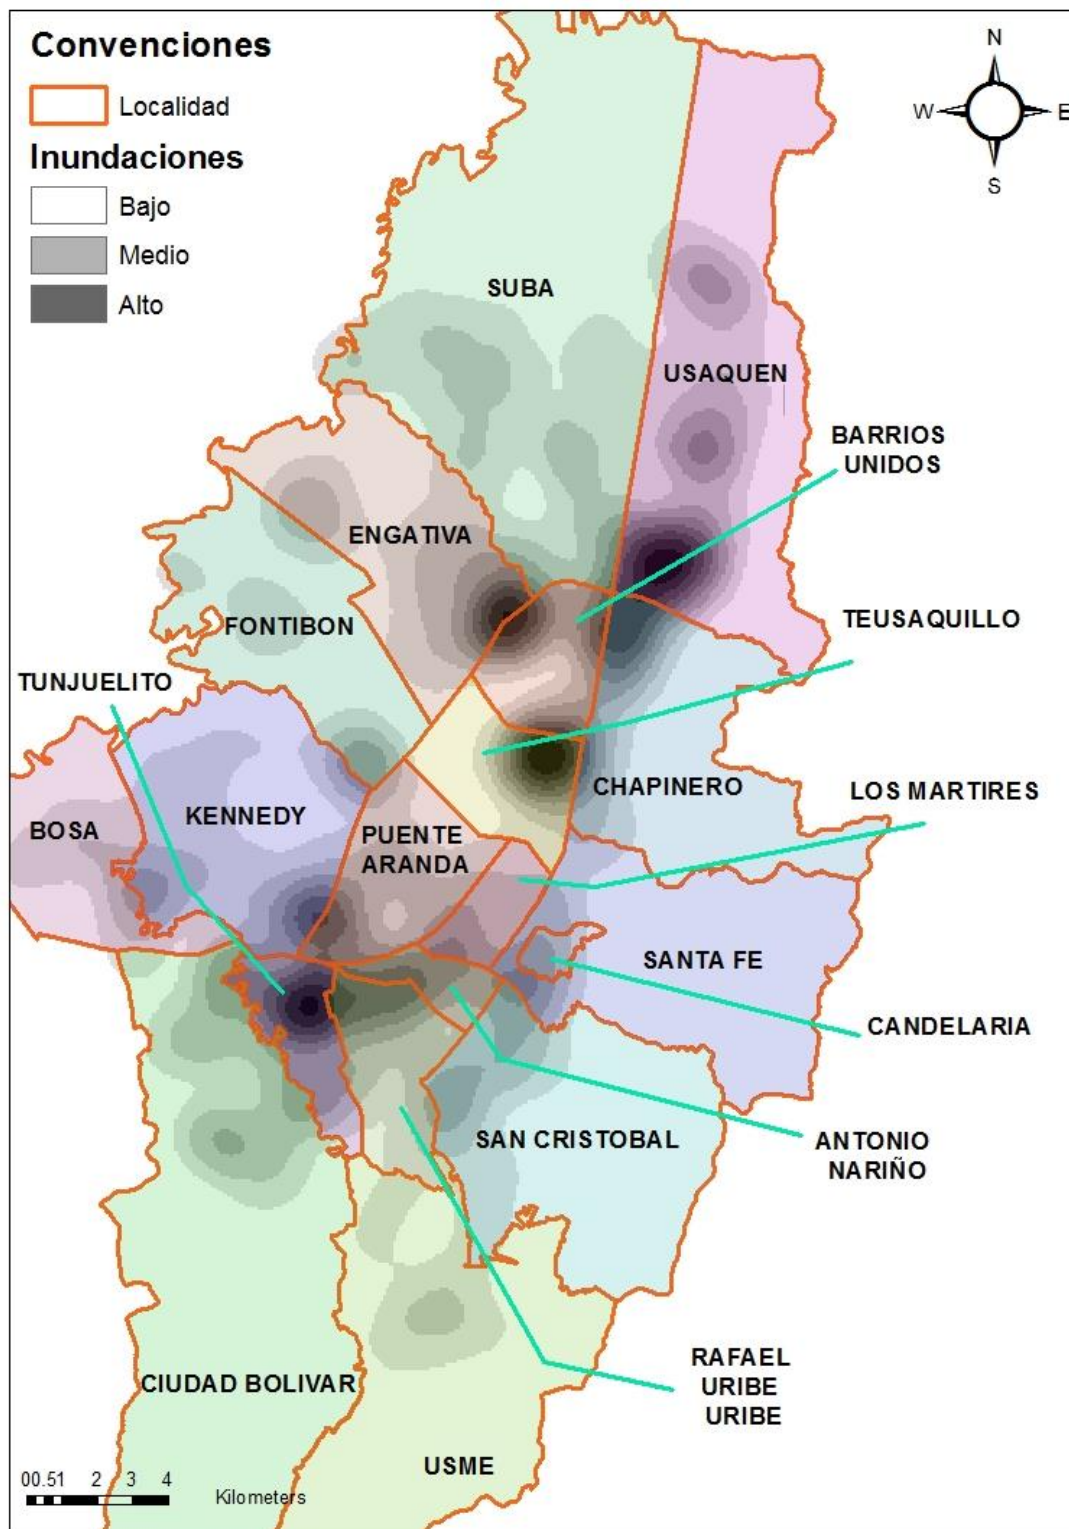 Convenciones
Localidad
Inundaciones
Bajo
Medio
Alto
N
W
E
S
SUBA
USAQUEN
BARRIOS
UNIDOS
ENGATIVA
TEUSAQUILLO
FONTIBON
TUNJUELITO
CHAPINERO
LOS MARTIRES
KENNEDY
BOSA
PUENTE
ARANDA
SANTA FE
CANDELARIA
SAN CRISTOBAL
ANTONIO
NARIÑO
RAFAEL
URIBE
URIBE
CIUDAD BOLIVAR
USME
00.51 2 3 4
Kilometers